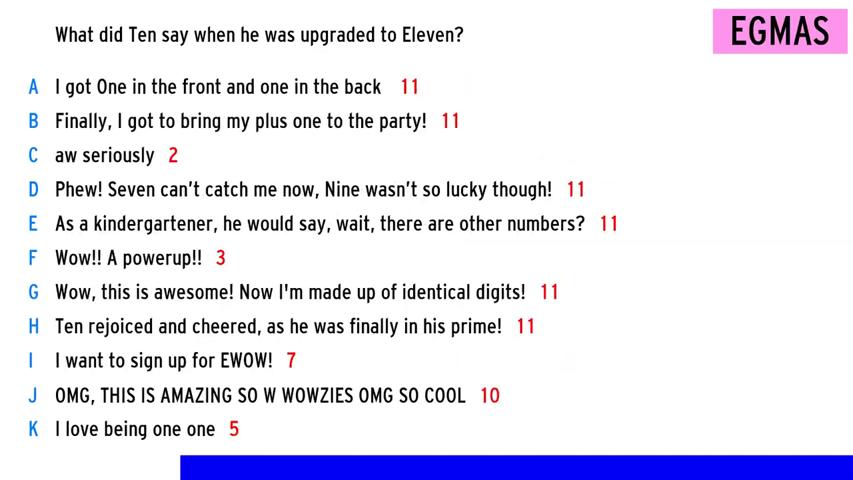 What did Ten say when he was upgraded to Eleven?
EGMAS
A I got One in the front and one in the back 11
B Finally, I got to bring my plus one to the party! 11
C aw seriously 2
D Phew! Seven can't catch me now, Nine wasn't so lucky though! 11
E As a kindergartener, he would say, wait, there are other numbers? 11
F Wow!! A powerup!! 3
G Wow, this is awesome! Now I'm made up of identical digits! 11
H Ten rejoiced and cheered, as he was finally in his prime! 11
I I want to sign up for EWOW! 7
J OMG, THIS IS AMAZING SO W WOWZIES OMG SO COOL 10
K I love being one one 5